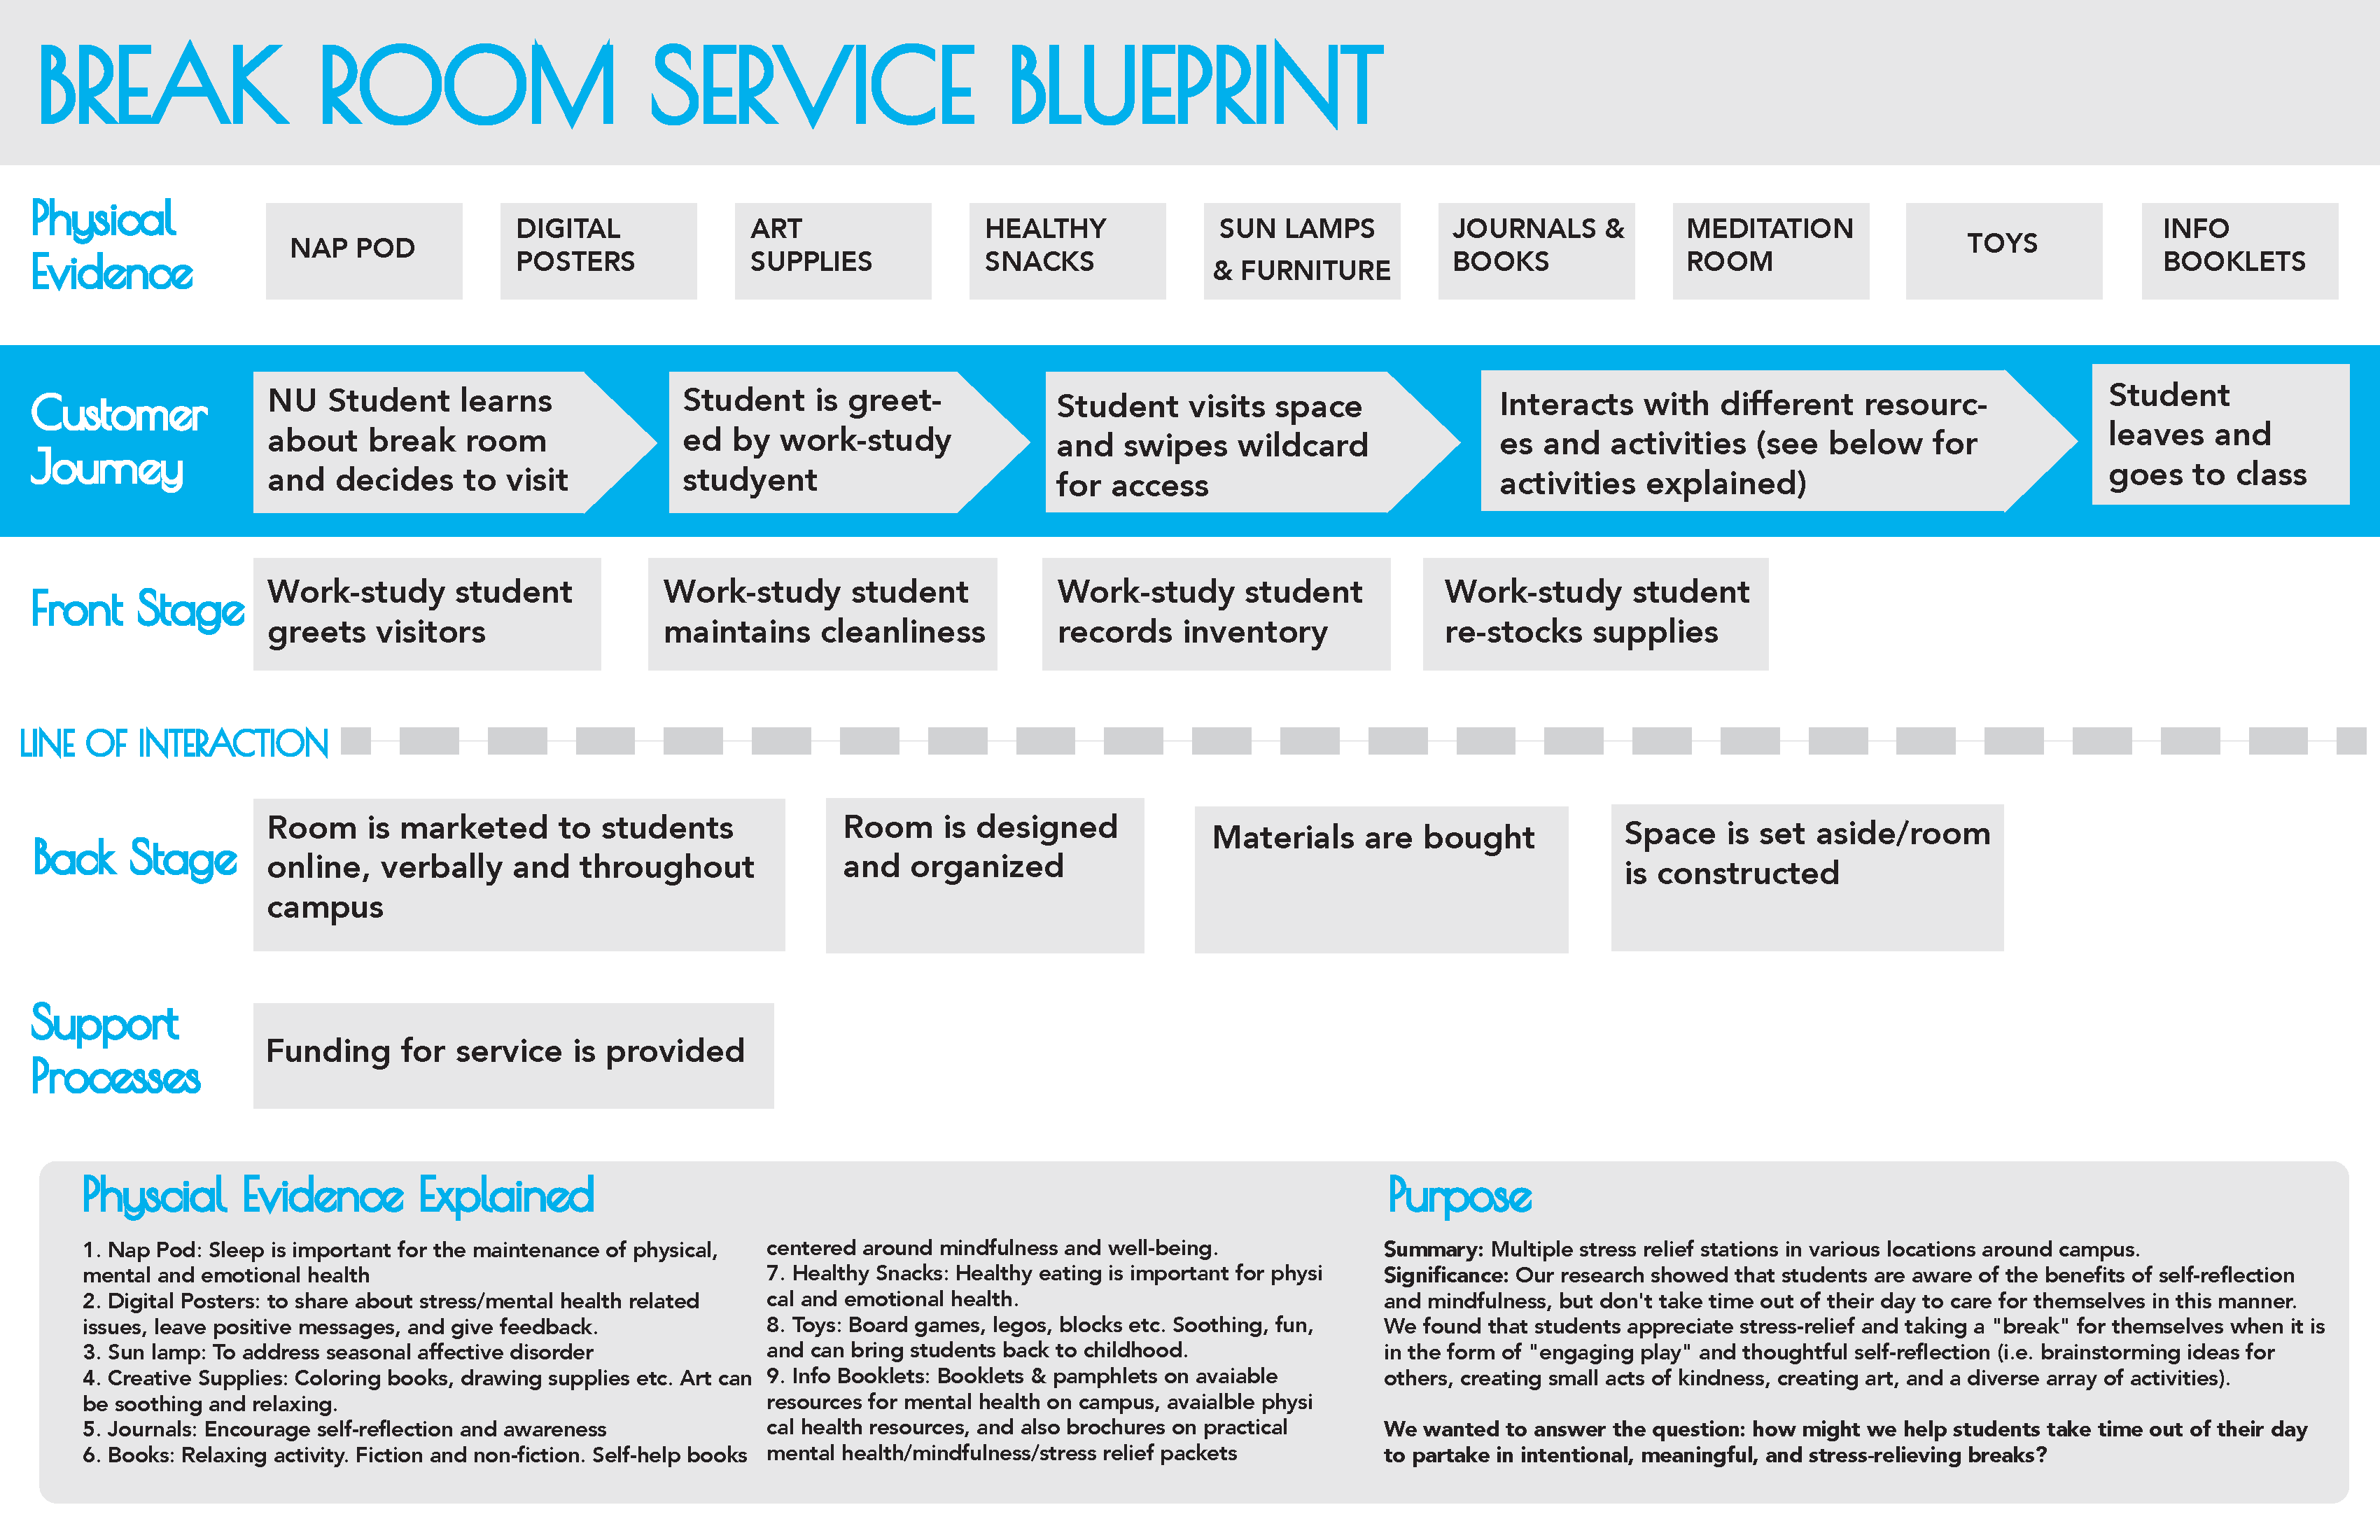 BREAK ROOM SERVICE BLUEPRINT
Physical
Evidence
NAP POD
DIGITAL
POSTERS
ART
SUPPLIES
HEALTHY
SNACKS
SUN LAMPS
& FURNITURE
JOURNALS &
BOOKS
MEDITATION
ROOM
TOYS
INFO
BOOKLETS
Customer
Journey
NU Student learns
about break room
and decides to visit
Student is greet-
ed by work-study
studyent
Student visits space
and swipes wildcard
for access
Interacts with different resourc-
es and activities (see below for
activities explained)
Student
leaves and
goes to class
Front Stage
Work-study student
greets visitors
Work-study student
maintains cleanliness
Work-study student
records inventory
Work-study student
re-stocks supplies
LINE OF INTERACTION
Back Stage
Room is marketed to students
online, verbally and throughout
campus
Room is designed
and organized
Materials are bought
Space is set aside/room
is constructed
Support
Processes
Funding for service is provided
Physcial Evidence Explained
1. Nap Pod: Sleep is important for the maintenance of physical,
mental and emotional health
2. Digital Posters: to share about stress/mental health related
issues, leave positive messages, and give feedback.
3. Sun lamp: To address seasonal affective disorder
4. Creative Supplies: Coloring books, drawing supplies etc. Art can
be soothing and relaxing.
5. Journals: Encourage self-reflection and awareness
6. Books: Relaxing activity. Fiction and non-fiction. Self-help books
centered around mindfulness and well-being.
7. Healthy Snacks: Healthy eating is important for physi
cal and emotional health.
8. Toys: Board games, legos, blocks etc. Soothing, fun,
and can bring students back to childhood.
9. Info Booklets: Booklets & pamphlets on avaiable
resources for mental health on campus, avaialble physi
cal health resources, and also brochures on practical
mental health/mindfulness/stress relief packets
Purpose
Summary: Multiple stress relief stations in various locations around campus.
Significance: Our research showed that students are aware of the benefits of self-reflection
and mindfulness, but don't take time out of their day to care for themselves in this manner.
We found that students appreciate stress-relief and taking a "break" for themselves when it is
in the form of "engaging play" and thoughtful self-reflection (i.e. brainstorming ideas for
others, creating small acts of kindness, creating art, and a diverse array of activities).
We wanted to answer the question: how might we help students take time out of their day
to partake in intentional, meaningful, and stress-relieving breaks?